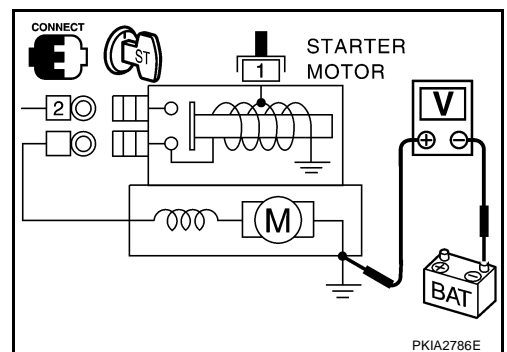 CONNECT
ST
1
STARTER
MOTOR
2
V
+ −
M
+ −
BAT
PKIA2786E